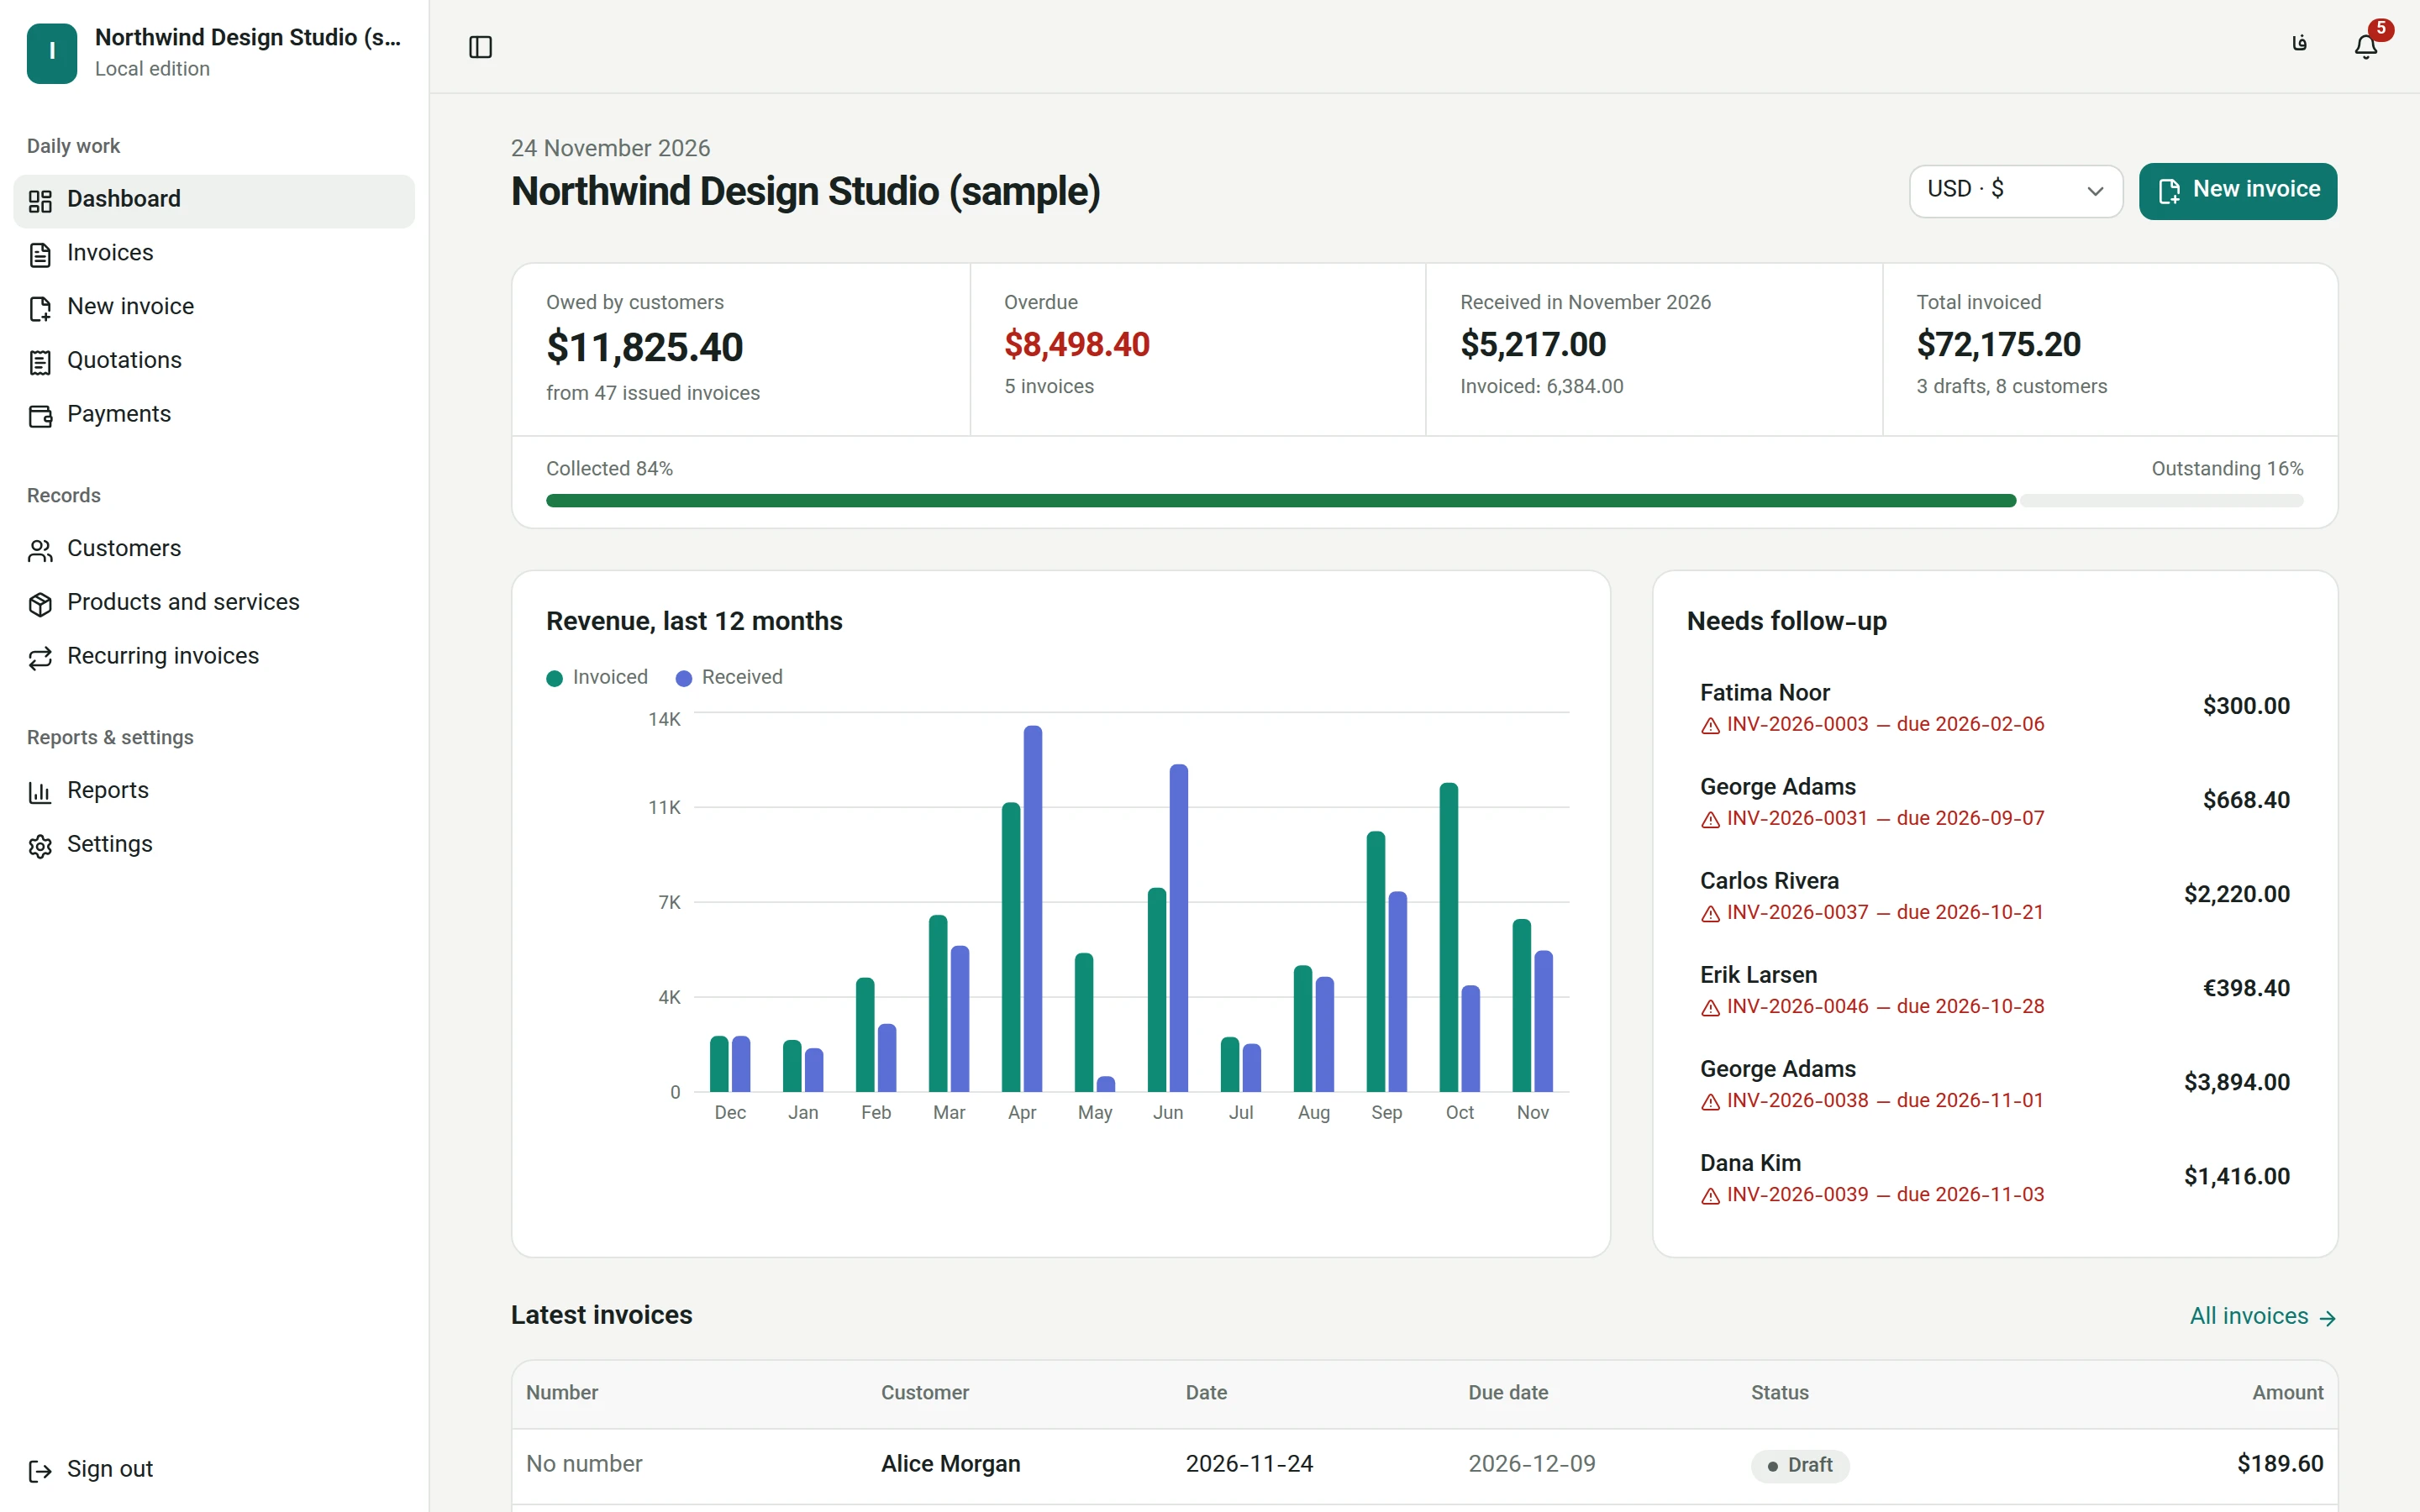 I
Northwind Design Studio (s...
Local edition
Daily work
Dashboard
Invoices
New invoice
Quotations
Payments
Records
Customers
Products and services
Recurring invoices
Reports & settings
Reports
Settings
Sign out
فا
5
24 November 2026
Northwind Design Studio (sample)
USD · $
New invoice
Owed by customers
$11,825.40
from 47 issued invoices
Overdue
$8,498.40
5 invoices
Received in November 2026
$5,217.00
Invoiced: 6,384.00
Total invoiced
$72,175.20
3 drafts, 8 customers
Collected 84%
Outstanding 16%
Revenue, last 12 months
Invoiced
Received
14K
11K
7K
4K
0
Dec Jan Feb Mar Apr May Jun Jul Aug Sep Oct Nov
Needs follow-up
Fatima Noor
INV-2026-0003 — due 2026-02-06
$300.00
George Adams
INV-2026-0031 — due 2026-09-07
$668.40
Carlos Rivera
INV-2026-0037 — due 2026-10-21
$2,220.00
Erik Larsen
INV-2026-0046 — due 2026-10-28
€398.40
George Adams
INV-2026-0038 — due 2026-11-01
$3,894.00
Dana Kim
INV-2026-0039 — due 2026-11-03
$1,416.00
Latest invoices
All invoices
Number Customer Date Due date Status Amount
No number Alice Morgan 2026-11-24 2026-12-09 Draft $189.60